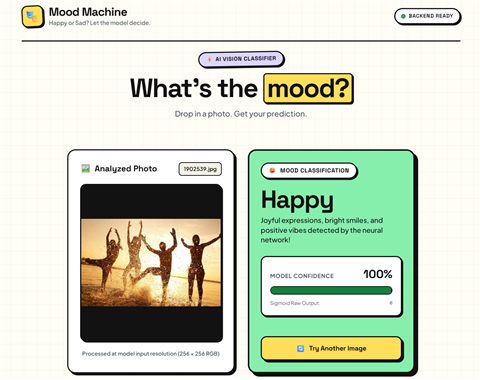 Mood Machine
Happy or Sad? Let the model decide.
BACKEND READY
AI VISION CLASSIFIER
What's the mood?
Drop in a photo. Get your prediction.
Analyzed Photo
1902539.jpg
Processed at model input resolution (256 × 256 RGB)
MOOD CLASSIFICATION
Happy
Joyful expressions, bright smiles, and
positive vibes detected by the neural
network!
MODEL CONFIDENCE
100%
Sigmoid Raw Output
Try Another Image